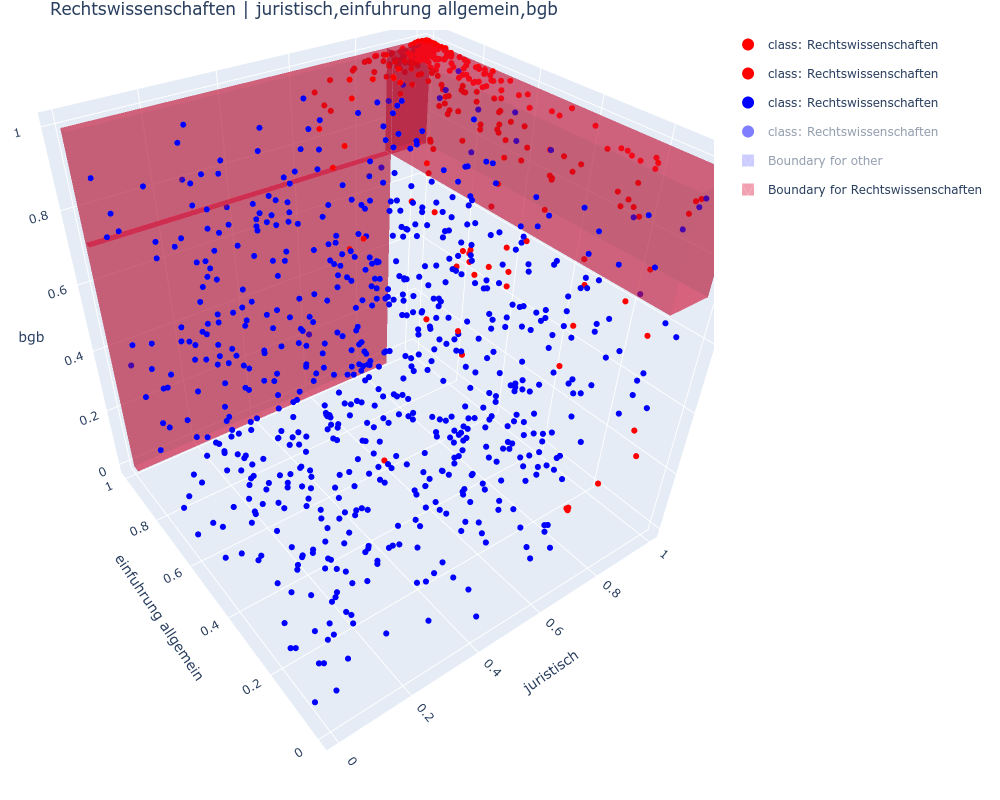 Rechtswissenschaften | juristisch,einfuhrung allgemein,bgb
class: Rechtswissenschaften
class: Rechtswissenschaften
class: Rechtswissenschaften
class: Rechtswissenschaften
Boundary for other
Boundary for Rechtswissenschaften
1
0.8
0.6
0.4
0.2
0
bgb
1
0.8
0.6
0.4
0.2
0
einfuhrung allgemein
0
0.2
0.4
0.6
0.8
1
juristisch